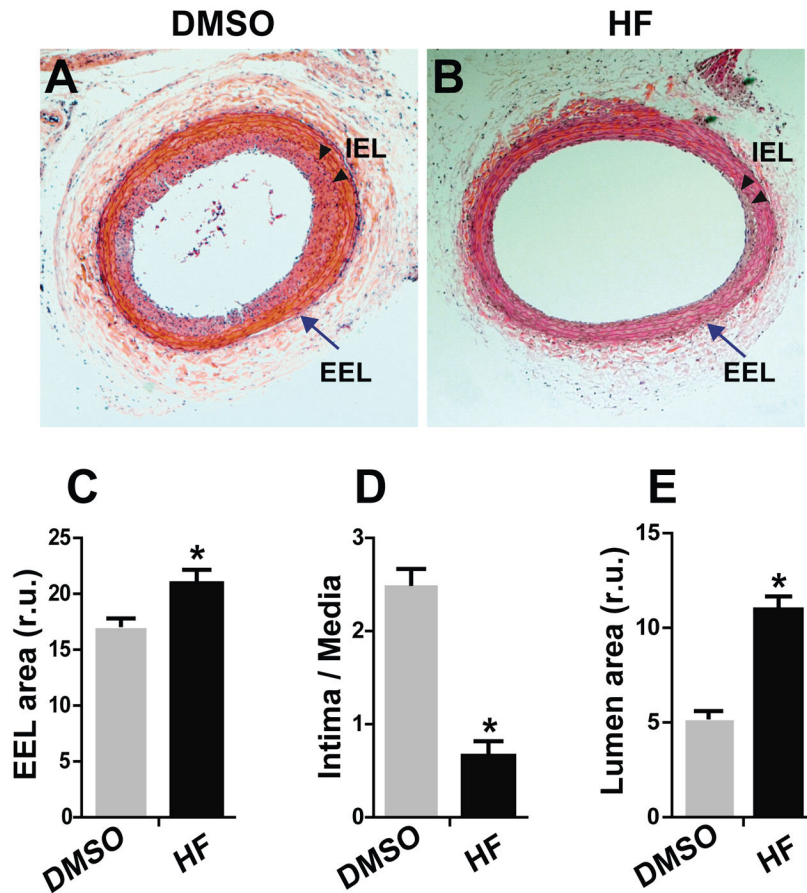 DMSO
HF
A
IEL
EEL
B
IEL
EEL
C
EEL area (r.u.)
25
20
15
10
5
0
*
DMSO
HF
D
Intima / Media
3
2
1
0
*
DMSO
HF
E
Lumen area (r.u.)
15
10
5
0
*
DMSO
HF